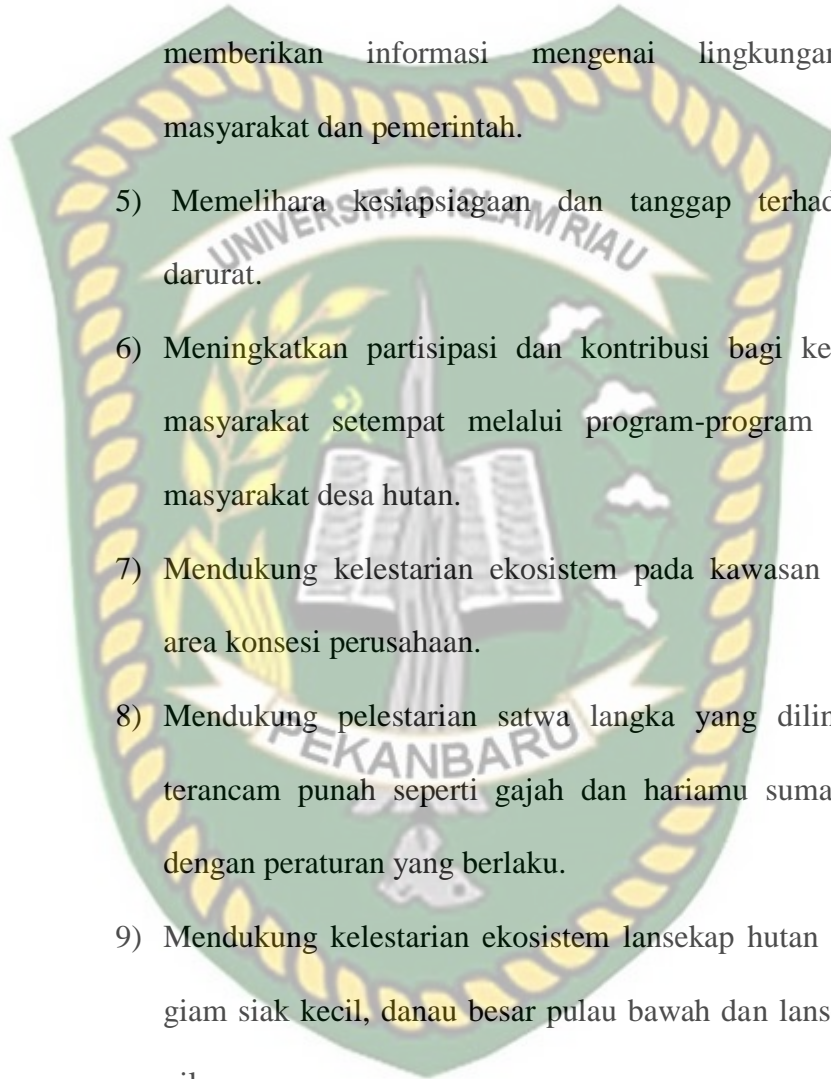 memberikan informasi mengenai lingkungan
masyarakat dan pemerintah.
5) Memelihara kesiapsiagaan dan tanggap
darurat.
6) Meningkatkan partisipasi dan kontribusi bagi
masyarakat setempat melalui program-program
masyarakat desa hutan.
7) Mendukung kelestarian ekosistem pada kawasan
area konsesi perusahaan.
8) Mendukung pelestarian satwa langka yang
terancam punah seperti gajah dan hariamu
dengan peraturan yang berlaku.
9) Mendukung kelestarian ekosistem lansekap hutan
giam siak kecil, danau besar pulau bawah dan
UNIVERSITAS ISLAM RIAU
PEKANBARU